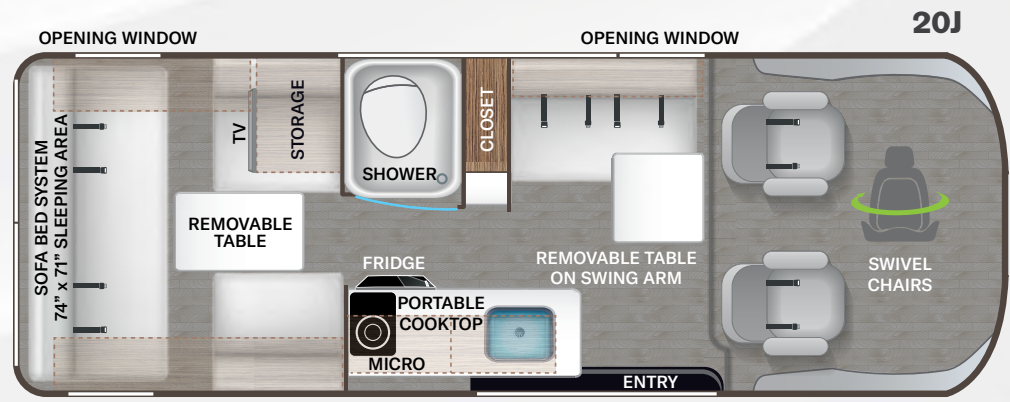 20J
OPENING WINDOW
OPENING WINDOW
SOFA BED SYSTEM
74” x 71” SLEEPING AREA
TV
STORAGE
SHOWER
CLOSET
REMOVABLE
TABLE
REMOVABLE TABLE
ON SWING ARM
SWIVEL
CHAIRS
FRIDGE
PORTABLE
COOKTOP
MICRO
ENTRY